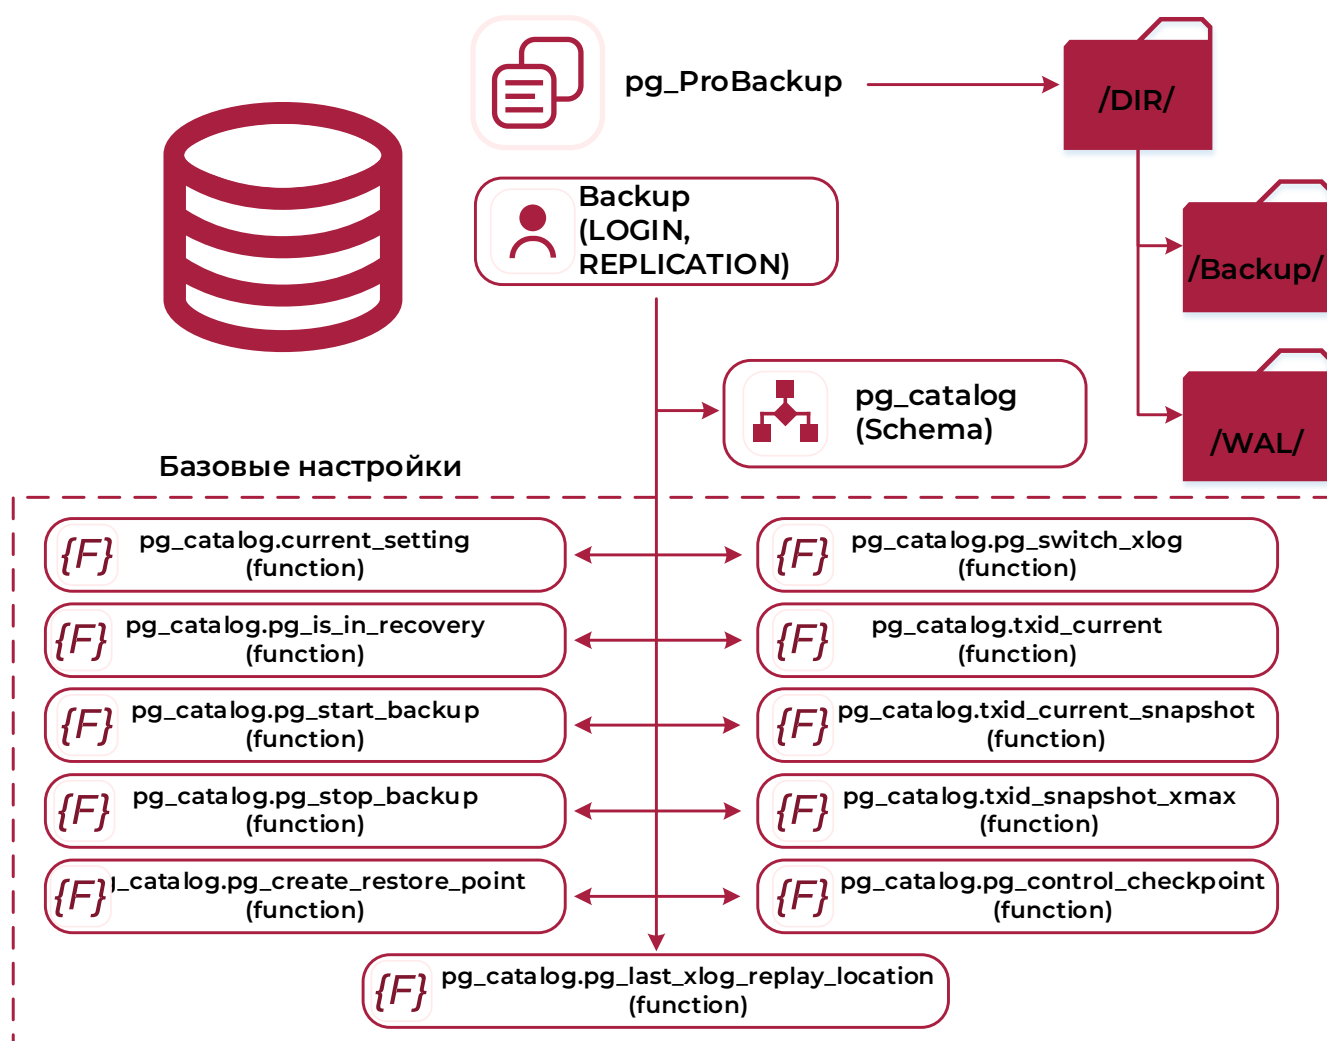 pg_ProBackup
/DIR/
Backup
(LOGIN,
REPLICATION)
/Backup/
pg_catalog
(Schema)
/WAL/
Базовые настройки
{F} pg_catalog.current_setting
(function)
{F} pg_catalog.pg_switch_xlog
(function)
{F} pg_catalog.pg_is_in_recovery
(function)
{F} pg_catalog.txid_current
(function)
{F} pg_catalog.pg_start_backup
(function)
{F} pg_catalog.txid_current_snapshot
(function)
{F} pg_catalog.pg_stop_backup
(function)
{F} pg_catalog.txid_snapshot_xmax
(function)
{F} g_catalog.pg_create_restore_point
(function)
{F} pg_catalog.pg_control_checkpoint
(function)
{F} pg_catalog.pg_last_xlog_replay_location
(function)